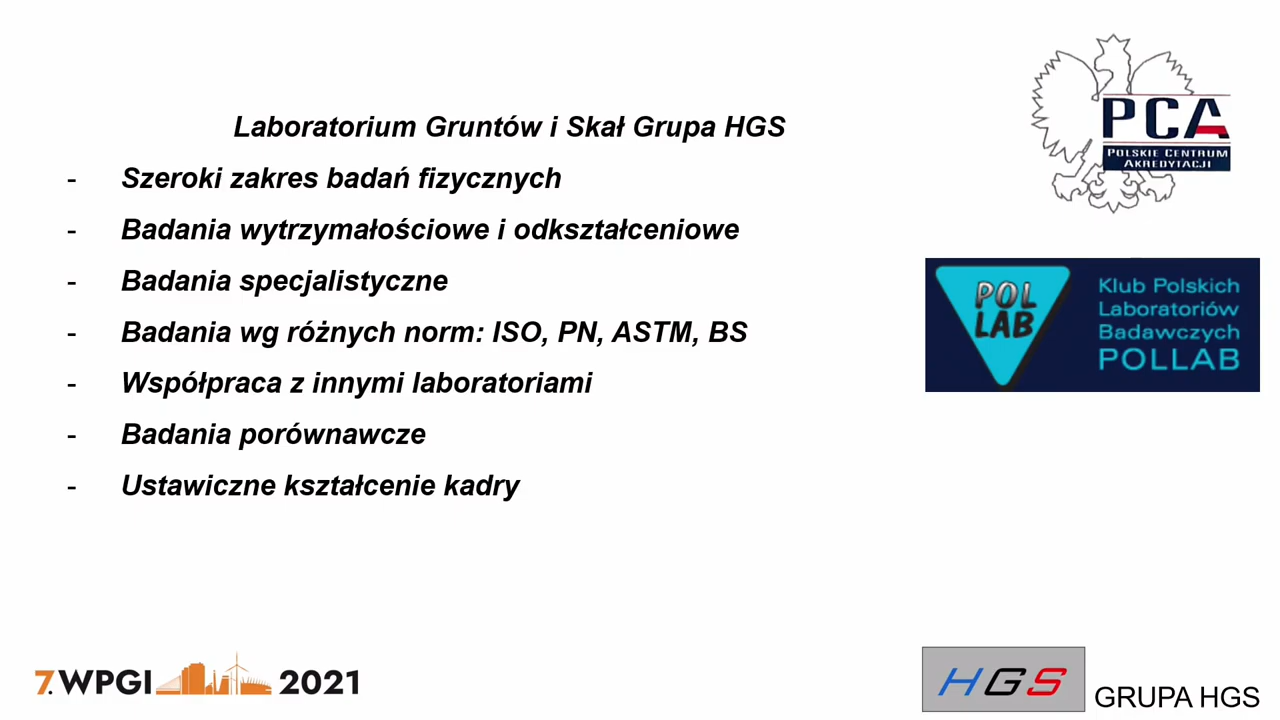 Laboratorium Gruntów i Skał Grupa HGS
- Szeroki zakres badań fizycznych
- Badania wytrzymałościowe i odkształceniowe
- Badania specjalistyczne
- Badania wg różnych norm: ISO, PN, ASTM, BS
- Współpraca z innymi laboratoriami
- Badania porównawcze
- Ustawiczne kształcenie kadry
PCA
POLSKIE CENTRUM
AKREDYTACJI
POL
LAB
Klub Polskich
Laboratoriów
Badawczych
POLLAB
7. WPGI 2021
HGS
GRUPA HGS